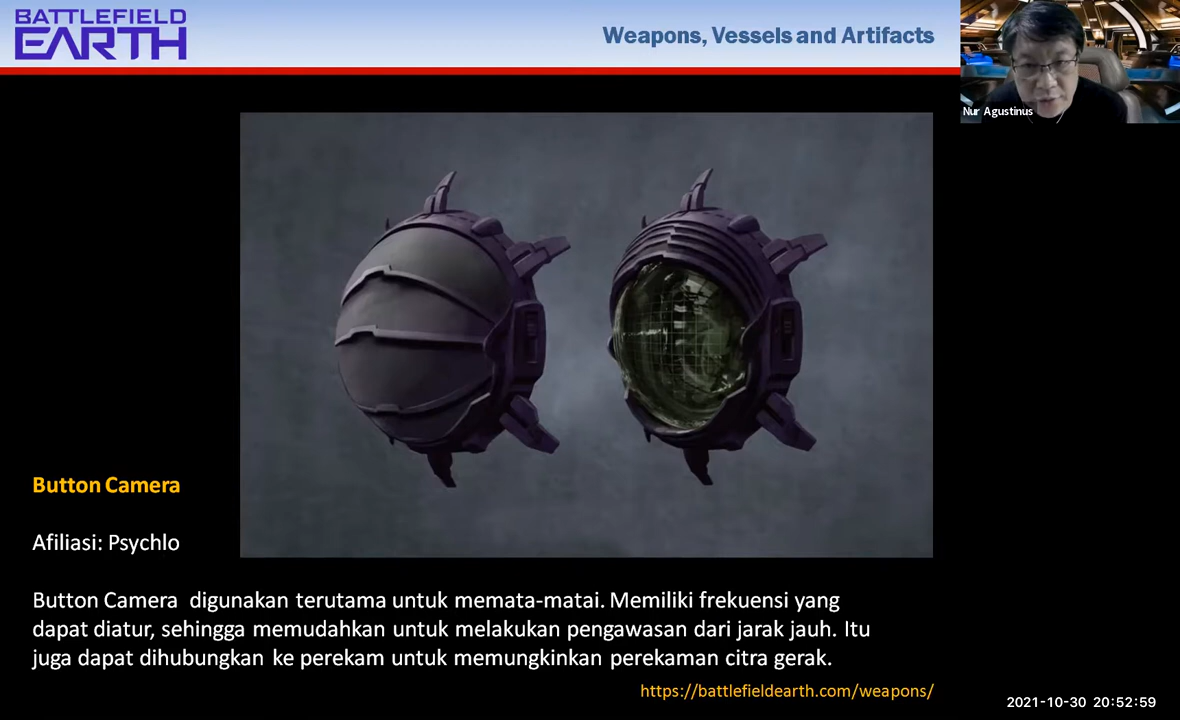 BATTLEFIELD
EARTH
Weapons, Vessels and Artifacts
Nur Agustinus
Button Camera
Afiliasi: Psychlo
Button Camera digunakan terutama untuk memata-matai. Memiliki frekuensi yang
dapat diatur, sehingga memudahkan untuk melakukan pengawasan dari jarak jauh. Itu
juga dapat dihubungkan ke perekam untuk memungkinkan perekaman citra gerak.
https://battlefieldearth.com/weapons/
2021-10-30 20:52:59